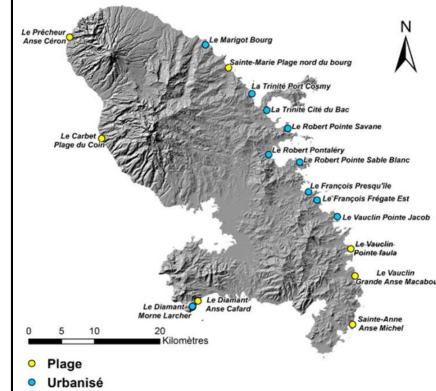 Le Prêcheur
Anse Céron
Le Marigot Bourg
N
Sainte-Marie Plage nord du bourg
La Trinité Port Cosmy
La Trinité Cité du Bac
Le Robert Pointe Savane
Le Carbet
Plage du Coin
Le Robert Pontaléry
Le Robert Pointe Sable Blanc
Le François Presqu'île
Le François Frégate Est
Le Vauclin Pointe Jacob
Le Vauclin
Pointe faula
Le Vauclin
Grande Anse Macabou
Le Diamant
Anse Cafard
Le Diamant
Morne Larcher
Sainte-Anne
Anse Michel
0 5 10 20
Kilomètres
Plage
Urbanisé